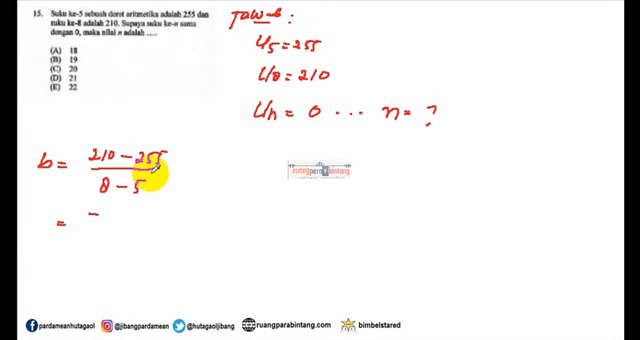 15. Suku ke-5 sebuah deret aritmetika adalah 255 dan
suku ke-8 adalah 210. Supaya suku ke-n sama
dengan 0, maka nilai n adalah ....
(A) 18
(B) 19
(C) 20
(D) 21
(E) 22
Jawab :
U5 = 255
U8 = 210
Un = 0 ... n = ?
b = 210 - 255
8 - 5
= -
ruangparabintang
pardameanhutagaol @jibangpardamean @hutagaoljibang ruangparabintang.com bimbelstared